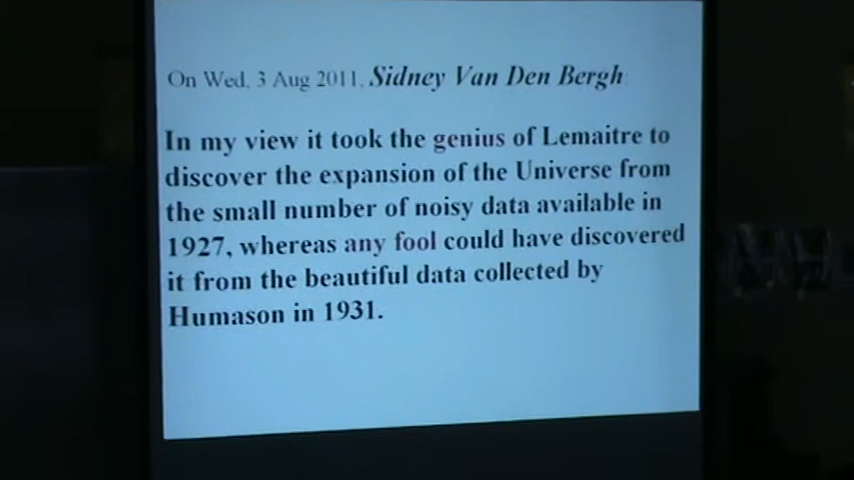 On Wed, 3 Aug 2011, Sidney Van Den Bergh
In my view it took the genius of Lemaitre to
discover the expansion of the Universe from
the small number of noisy data available in
1927, whereas any fool could have discovered
it from the beautiful data collected by
Humason in 1931.